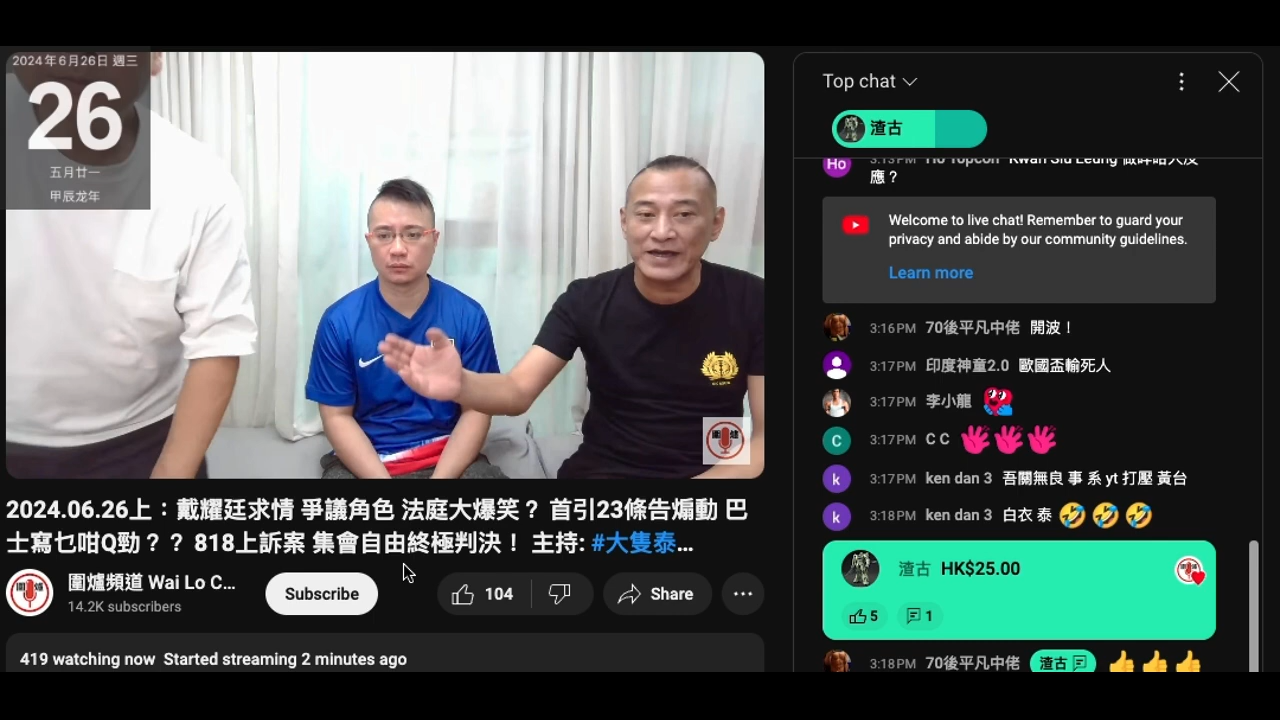 2024年6月26日 週三
26
五月廿一
甲辰龙年
圍爐
2024.06.26上：戴耀廷求情 爭議角色 法庭大爆笑？ 首引23條告煽動 巴
士寫乜咁Q勁？？ 818上訴案 集會自由終極判決！ 主持: #大隻泰...
圍爐頻道 Wai Lo C...
14.2K subscribers
Subscribe
104
Share
419 watching now Started streaming 2 minutes ago
Top chat
渣古
Ho 3:13PM Ho Topcon Kwan Siu Leung
應？
Welcome to live chat! Remember to guard your
privacy and abide by our community guidelines.
Learn more
3:16PM 70後平凡中佬 開波！
3:17PM 印度神童2.0 歐國盃輸死人
3:17PM 李小龍
C 3:17PM C C
k 3:17PM ken dan 3 吾關無良 事 系 yt 打壓 黃台
k 3:18PM ken dan 3 白衣 泰 🤣 🤣 🤣
渣古 HK$25.00
5 1
3:18PM 70後平凡中佬 渣古 👍 👍 👍